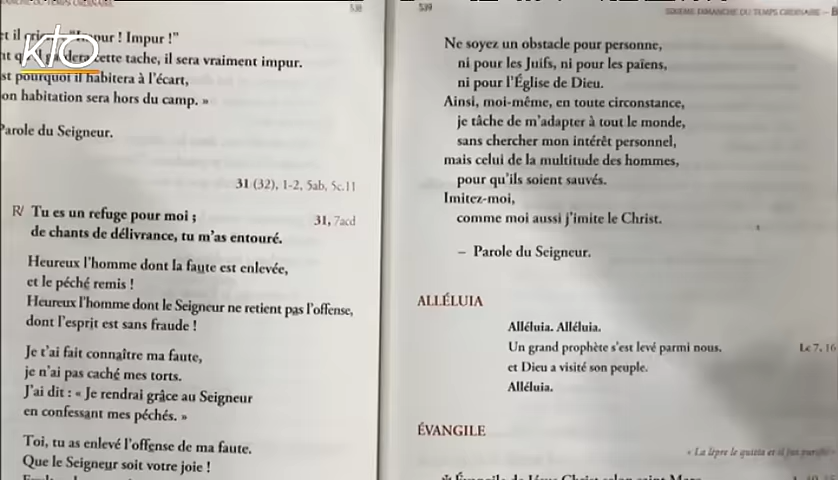 538
kto
et il criera "Impur ! Impur !"
cette tache, il sera vraiment impur.
st pourquoi il habitera à l'écart,
on habitation sera hors du camp. »
Parole du Seigneur.
31 (32), 1-2, 5ab, 5c.11
R/ Tu es un refuge pour moi ; 31, 7acd
de chants de délivrance, tu m'as entouré.
Heureux l'homme dont la faute est enlevée,
et le péché remis !
Heureux l'homme dont le Seigneur ne retient pas l'offense,
dont l'esprit est sans fraude !
Je t'ai fait connaître ma faute,
je n'ai pas caché mes torts.
J'ai dit : « Je rendrai grâce au Seigneur
en confessant mes péchés. »
Toi, tu as enlevé l'offense de ma faute.
Que le Seigneur soit votre joie !
539 SIXIÈME DIMANCHE DU TEMPS ORDINAIRE – B
Ne soyez un obstacle pour personne,
ni pour les Juifs, ni pour les païens,
ni pour l'Église de Dieu.
Ainsi, moi-même, en toute circonstance,
je tâche de m'adapter à tout le monde,
sans chercher mon intérêt personnel,
mais celui de la multitude des hommes,
pour qu'ils soient sauvés.
Imitez-moi,
comme moi aussi j'imite le Christ.
– Parole du Seigneur.
ALLÉLUIA
Alléluia. Alléluia.
Un grand prophète s'est levé parmi nous. Lc 7, 16
et Dieu a visité son peuple.
Alléluia.
ÉVANGILE
« La lèpre le quitta et il fut purifié »
Évangile de Jésus Christ selon saint Marc